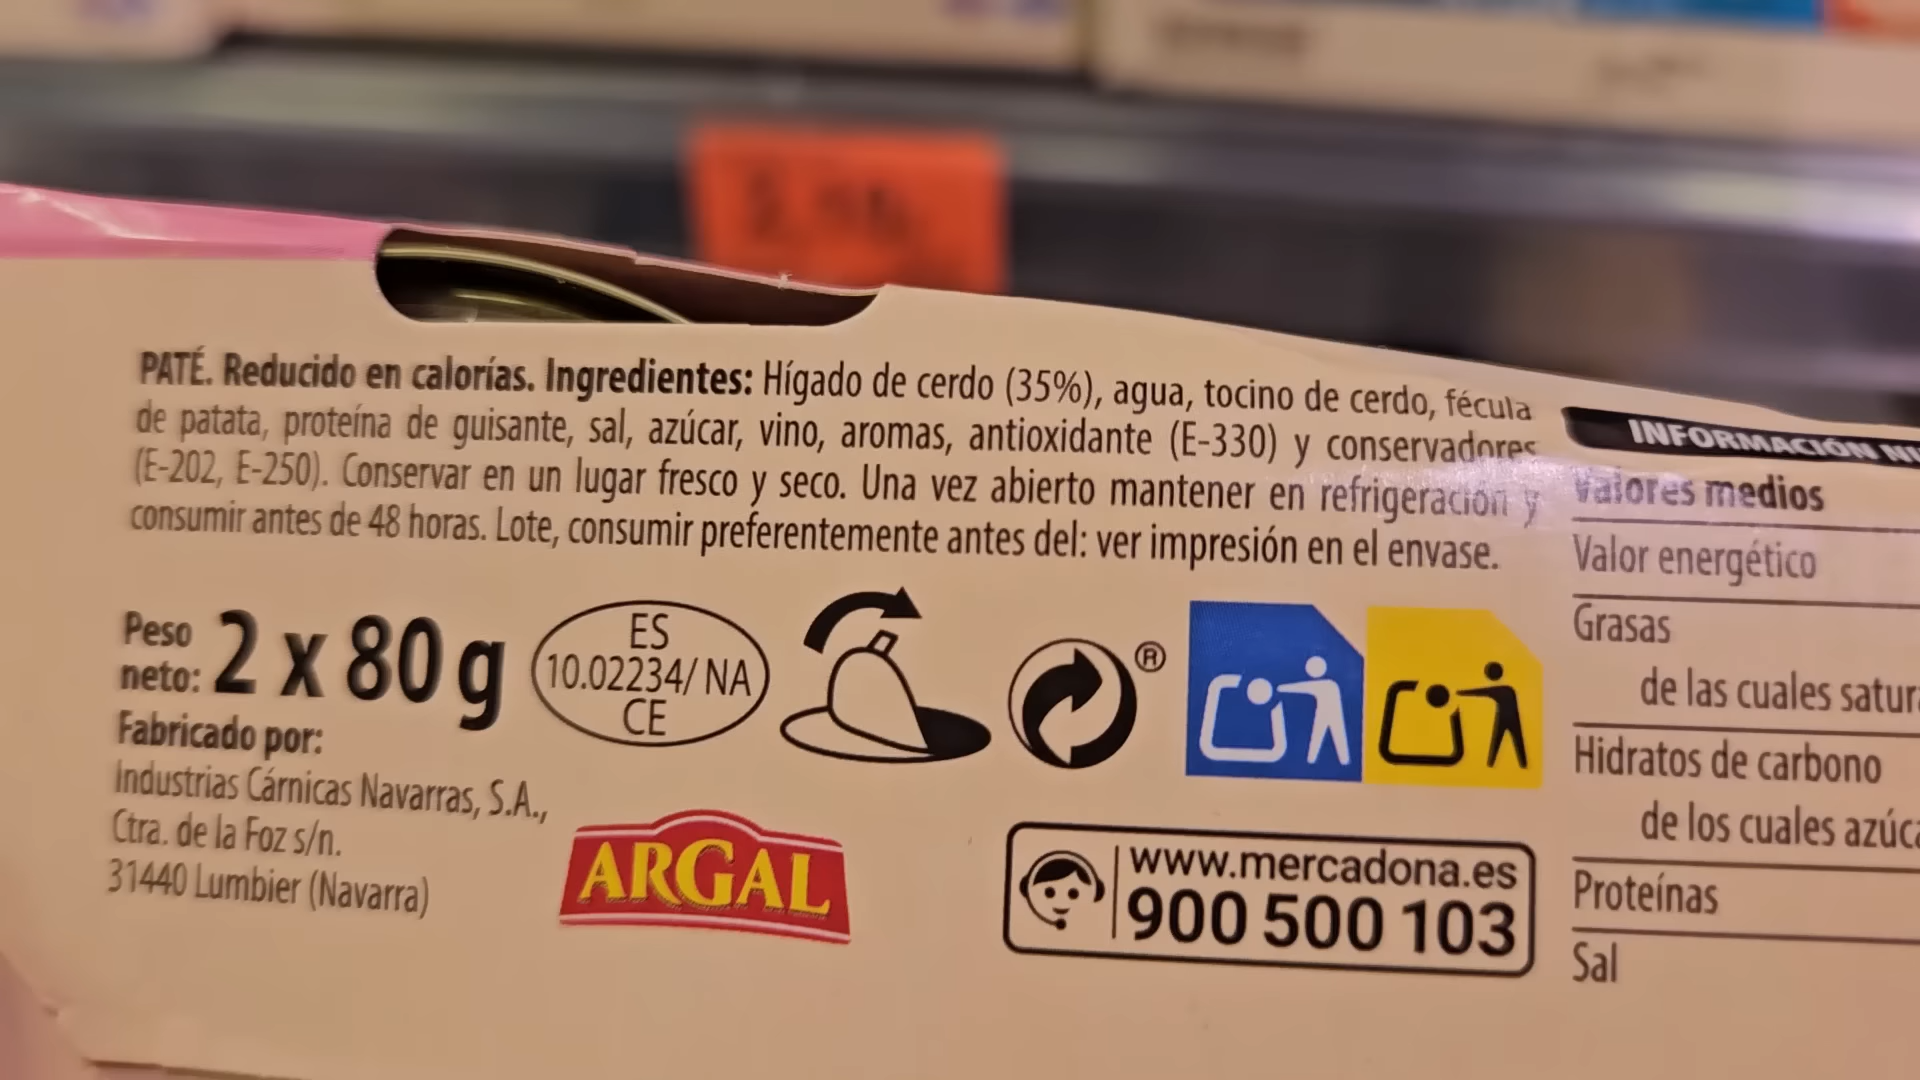 PATÉ. Reducido en calorías. Ingredientes: Hígado de cerdo (35%), agua, tocino de cerdo, fécula
de patata, proteína de guisante, sal, azúcar, vino, aromas, antioxidante (E-330) y conservadores
(E-202, E-250). Conservar en un lugar fresco y seco. Una vez abierto mantener en refrigeración y
consumir antes de 48 horas. Lote, consumir preferentemente antes del: ver impresión en el envase.
Peso
neto: 2 x 80 g
ES
10.02234/ NA
CE
®
Fabricado por:
Industrias Cárnicas Navarras, S.A.,
Ctra. de la Foz s/n.
31440 Lumbier (Navarra)
ARGAL
www.mercadona.es
900 500 103
INFORMACIÓN NU
Valores medios
Valor energético
Grasas
de las cuales satur
Hidratos de carbono
de los cuales azúc
Proteínas
Sal